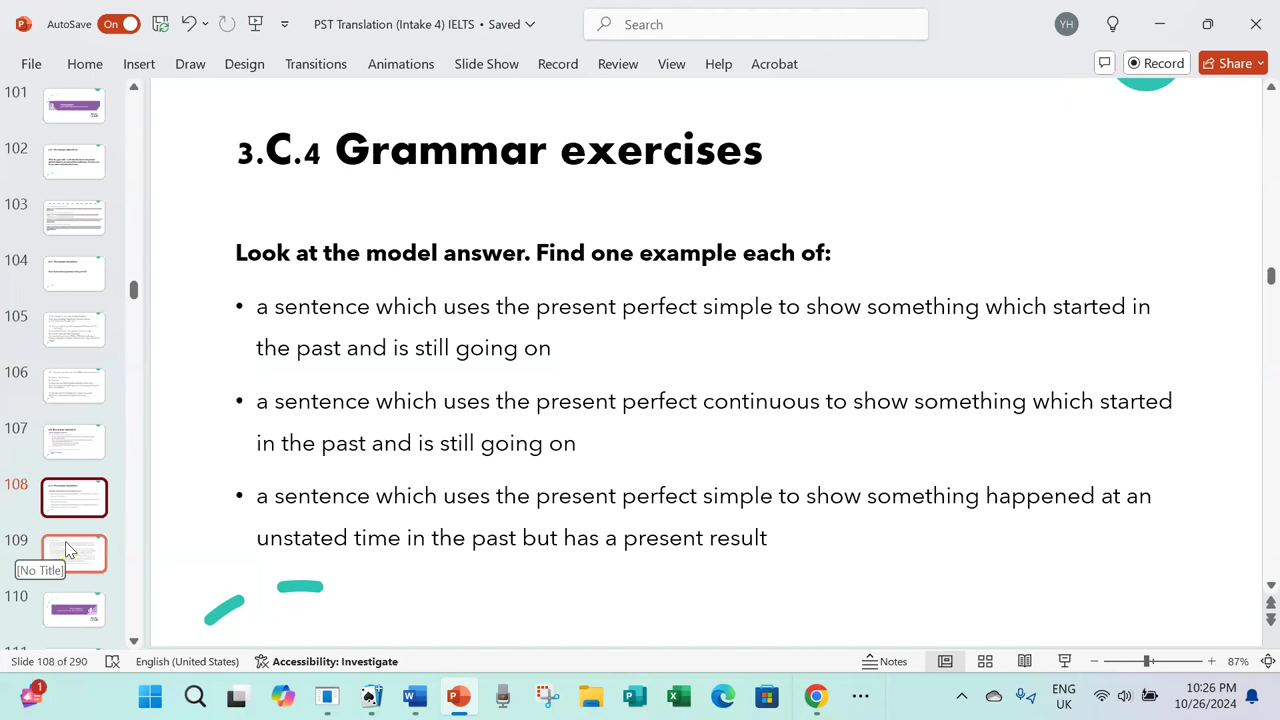 AutoSave On PST Translation (Intake 4) IELTS • Saved Search YH
File Home Insert Draw Design Transitions Animations Slide Show Record Review View Help Acrobat Record Share
101
102
103
104
105
106
107
108
109
[No Title]
110
3.C.4 Grammar exercises
Look at the model answer. Find one example each of:
• a sentence which uses the present perfect simple to show something which started in
the past and is still going on
• a sentence which uses the present perfect continuous to show something which started
in the past and is still going on
• a sentence which uses the present perfect simple to show something happened at an
unstated time in the past but has a present result
Slide 108 of 290 English (United States) Accessibility: Investigate Notes 87%
1 ENG 10:26 PM
UK 10/26/2024